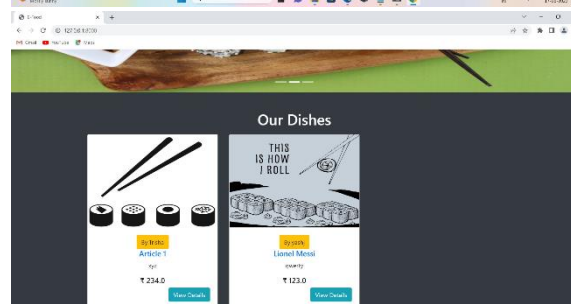 E-Food
127.0.0.1:8000
Gmail YouTube Maps
Our Dishes
THIS
IS HOW
I ROLL
By Trisha
By yashj
Article 1
Lionel Messi
xyz
qwerty
₹ 234.0
₹ 123.0
View Details
View Details